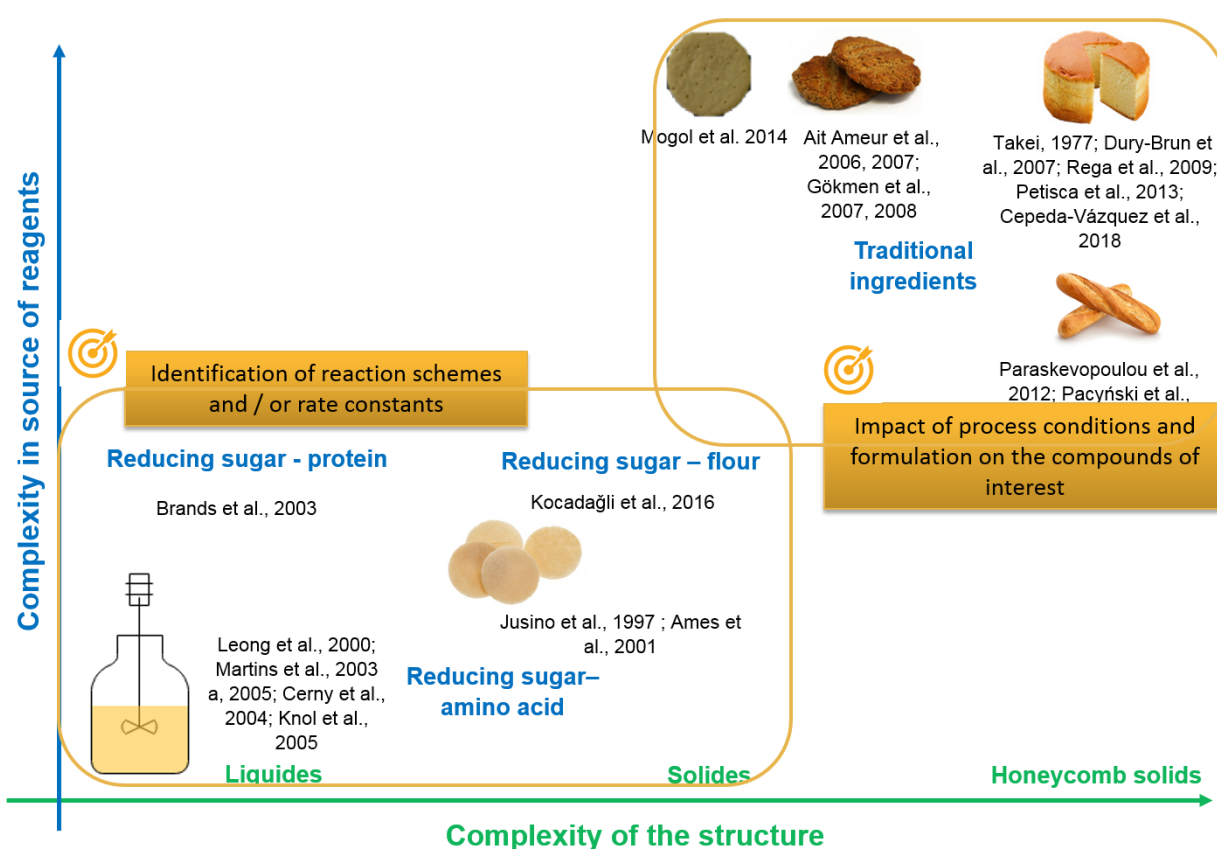 Complexity in source of reagents
Mogol et al. 2014
Ait Ameur et al.,
2006, 2007;
Gökmen et al.,
2007, 2008
Takei, 1977; Dury-Brun et
al., 2007; Rega et al., 2009;
Petisca et al., 2013;
Cepeda-Vázquez et al.,
2018
Traditional
ingredients
Paraskevopoulou et al.,
2012; Pacyński et al.,
Identification of reaction schemes
and / or rate constants
Impact of process conditions and
formulation on the compounds of
interest
Reducing sugar - protein
Brands et al., 2003
Reducing sugar – flour
Kocadağli et al., 2016
Jusino et al., 1997 ; Ames et
al., 2001
Leong et al., 2000;
Martins et al., 2003
a, 2005; Cerny et al.,
2004; Knol et al.,
2005
Reducing sugar–
amino acid
Liquides
Solides
Honeycomb solids
Complexity of the structure